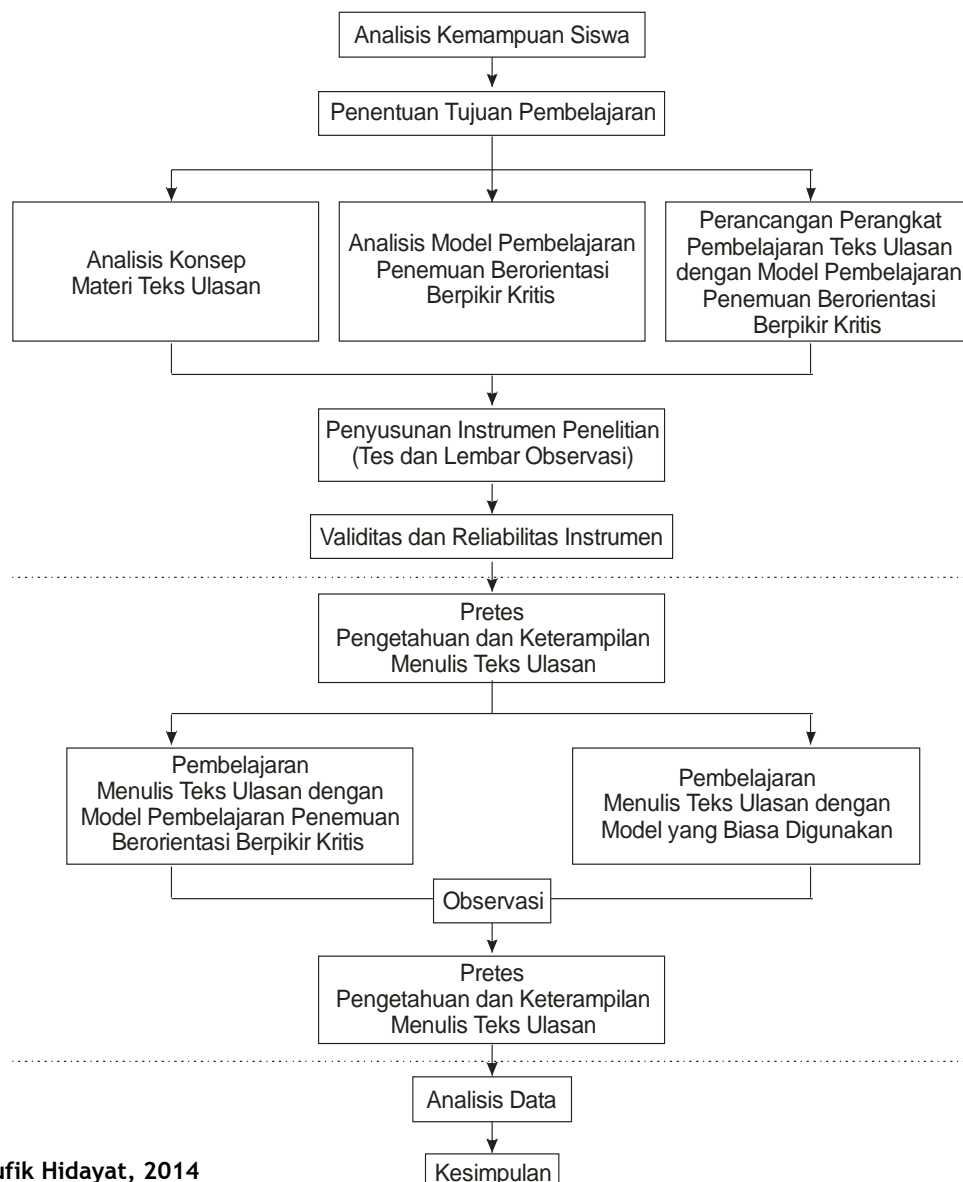 Analisis Kemampuan Siswa
Penentuan Tujuan Pembelajaran
Analisis Konsep
Materi Teks Ulasan
Analisis Model Pembelajaran
Penemuan Berorientasi
Berpikir Kritis
Perancangan Perangkat
Pembelajaran Teks Ulasan
dengan Model Pembelajaran
Penemuan Berorientasi
Berpikir Kritis
Penyusunan Instrumen Penelitian
(Tes dan Lembar Observasi)
Validitas dan Reliabilitas Instrumen
Pretes
Pengetahuan dan Keterampilan
Menulis Teks Ulasan
Pembelajaran
Menulis Teks Ulasan dengan
Model Pembelajaran Penemuan
Berorientasi Berpikir Kritis
Pembelajaran
Menulis Teks Ulasan dengan
Model yang Biasa Digunakan
Observasi
Pretes
Pengetahuan dan Keterampilan
Menulis Teks Ulasan
Analisis Data
ufik Hidayat, 2014
Kesimpulan